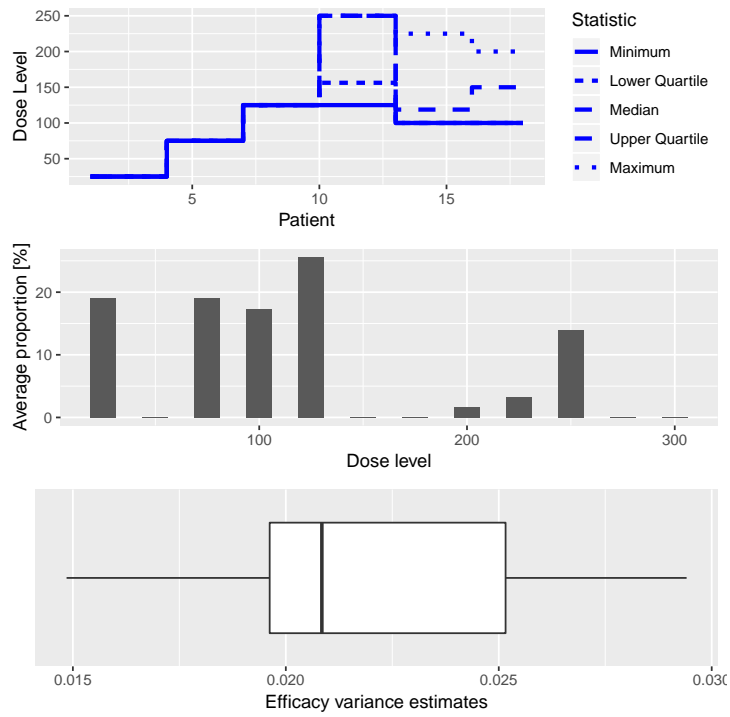 Dose Level
250
200
150
100
50
5
10
15
Patient
Statistic
Minimum
Lower Quartile
Median
Upper Quartile
Maximum
Average proportion [%]
20
10
0
100
200
300
Dose level
0.015
0.020
0.025
0.030
Efficacy variance estimates